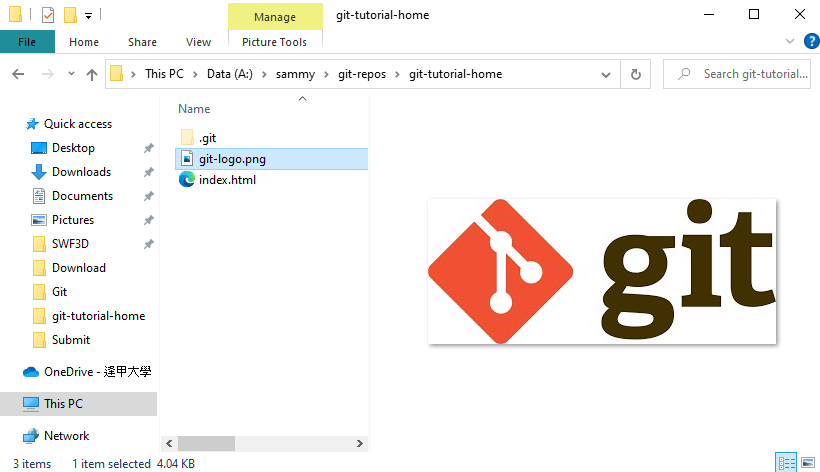 Manage
git-tutorial-home
File
Home
Share
View
Picture Tools
This PC
Data (A:)
sammy
git-repos
git-tutorial-home
Search git-tutorial...
Name
.git
git-logo.png
index.html
Quick access
Desktop
Downloads
Documents
Pictures
SWF3D
Download
Git
git-tutorial-home
Submit
OneDrive - 逢甲大學
This PC
Network
git
3 items
1 item selected 4.04 KB